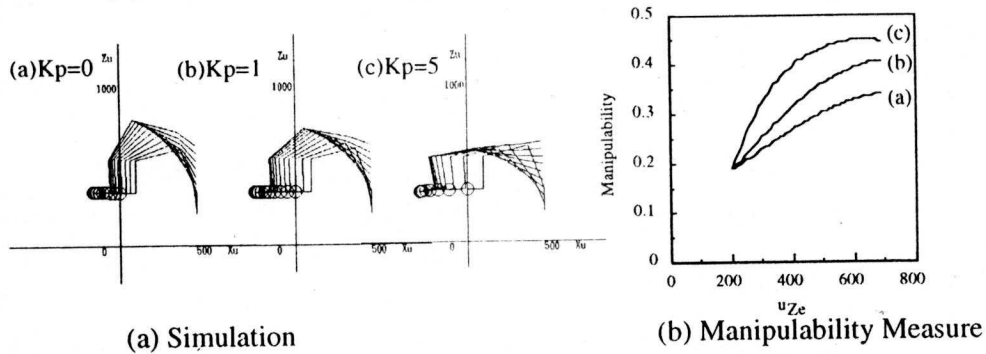 (a)Kp=0
Zu
1000
0
500 Xu
(b)Kp=1
Zu
1000
0
500 Xu
(c)Kp=5
Zu
1000
0
500 Xu
(a) Simulation
Manipulability
0.5
0.4
0.3
0.2
0.1
0
0 200 400 600 800
(c)
(b)
(a)
uZe
(b) Manipulability Measure